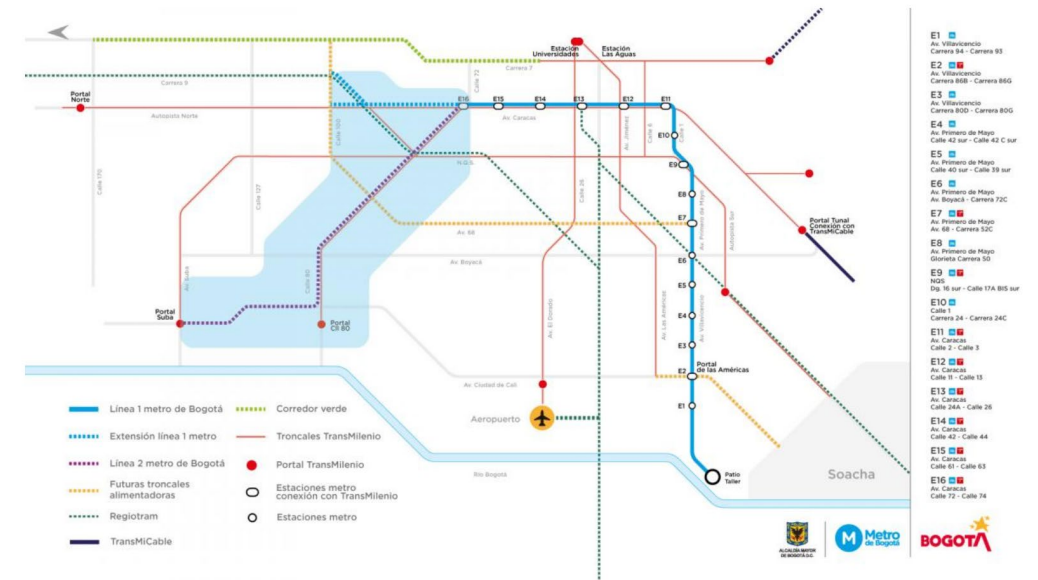 Estación
Universidades
Estación
Las Aguas
Carrera 7
Calle 72
Carrera 9
Portal
Norte
Autopista Norte
Calle 100
E16
E15
E14
E13
E12
E11
Av. Caracas
Av. Jiménez
Calle 6
Calle 1
E10
N.Q.S.
E9
Calle 170
Calle 127
Calle 26
E8
Av. Primero de Mayo
Autopista Sur
E7
Portal Tunal
Conexión con
TransMiCable
Av. 68
E6
Av. Boyacá
Av. Suba
Calle 80
E5
Portal
Suba
Portal
Cll 80
Av. El Dorado
Av. Las Américas
E4
Av. Villavicencio
E3
Portal
de las Américas
E2
Av. Ciudad de Cali
E1
Aeropuerto
Río Bogotá
Patio
Taller
Soacha
Línea 1 metro de Bogotá
Extensión línea 1 metro
Línea 2 metro de Bogotá
Futuras troncales
alimentadoras
Regiotram
TransMiCable
Corredor verde
Troncales TransMilenio
Portal TransMilenio
Estaciones metro
conexión con TransMilenio
Estaciones metro
E1
Av. Villavicencio
Carrera 94 - Carrera 93
E2
Av. Villavicencio
Carrera 86B - Carrera 86G
E3
Av. Villavicencio
Carrera 80D - Carrera 80G
E4
Av. Primero de Mayo
Calle 42 sur - Calle 42 C sur
E5
Av. Primero de Mayo
Calle 40 sur - Calle 39 sur
E6
Av. Primero de Mayo
Av. Boyacá - Carrera 72C
E7
Av. Primero de Mayo
Av. 68 - Carrera 52C
E8
Av. Primero de Mayo
Glorieta Carrera 50
E9
NQS
Dg. 16 sur - Calle 17A BIS sur
E10
Calle 1
Carrera 24 - Carrera 24C
E11
Av. Caracas
Calle 2 - Calle 3
E12
Av. Caracas
Calle 11 - Calle 13
E13
Av. Caracas
Calle 24A - Calle 26
E14
Av. Caracas
Calle 42 - Calle 44
E15
Av. Caracas
Calle 61 - Calle 63
E16
Av. Caracas
Calle 72 - Calle 74
ALCALDÍA MAYOR
DE BOGOTÁ D.C.
M Metro
de Bogotá
BOGOTÁ